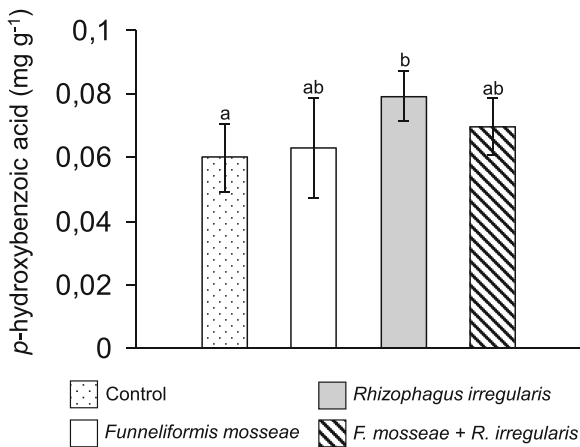 p-hydroxybenzoic acid (mg g-1)
0,1
0,08
0,06
0,04
0,02
0
a
ab
b
ab
Control
Rhizophagus irregularis
Funneliformis mosseae
F. mosseae + R. irregularis